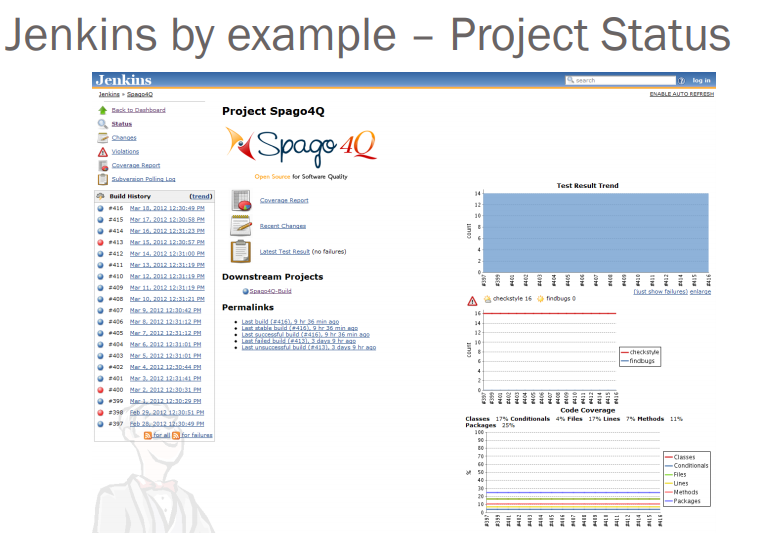 Jenkins by example – Project Status
Jenkins
search
log in
Jenkins » Spago4Q
ENABLE AUTO REFRESH
Back to Dashboard
Status
Changes
Violations
Coverage Report
Subversion Polling Log
Build History (trend)
#416 Mar 18, 2012 12:30:49 PM
#415 Mar 17, 2012 12:30:58 PM
#414 Mar 16, 2012 12:31:23 PM
#413 Mar 15, 2012 12:30:57 PM
#412 Mar 14, 2012 12:31:00 PM
#411 Mar 13, 2012 12:31:19 PM
#410 Mar 12, 2012 12:31:19 PM
#409 Mar 11, 2012 12:31:19 PM
#408 Mar 10, 2012 12:31:21 PM
#407 Mar 9, 2012 12:30:42 PM
#406 Mar 8, 2012 12:31:12 PM
#405 Mar 7, 2012 12:31:12 PM
#404 Mar 6, 2012 12:31:01 PM
#403 Mar 5, 2012 12:31:01 PM
#402 Mar 4, 2012 12:30:44 PM
#401 Mar 3, 2012 12:31:41 PM
#400 Mar 2, 2012 12:30:31 PM
#399 Mar 1, 2012 12:30:29 PM
#398 Feb 29, 2012 12:30:51 PM
#397 Feb 28, 2012 12:30:49 PM
for all for failures
Project Spago4Q
Spago4Q
Open Source for Software Quality
Coverage Report
Recent Changes
Latest Test Result (no failures)
Downstream Projects
Spago4Q-Build
Permalinks
Last build (#416), 9 hr 36 min ago
Last stable build (#416), 9 hr 36 min ago
Last successful build (#416), 9 hr 36 min ago
Last failed build (#413), 3 days 9 hr ago
Last unsuccessful build (#413), 3 days 9 hr ago
Test Result Trend
count
14
12
10
8
6
4
2
0
#397 #399 #401 #402 #403 #404 #405 #406 #407 #408 #409 #410 #411 #412 #414 #415 #416
(just show failures) enlarge
checkstyle 16 findbugs 0
count
16
14
12
10
8
6
4
2
0
checkstyle
findbugs
#397 #399 #401 #402 #403 #404 #405 #406 #407 #408 #409 #410 #411 #412 #414 #415 #416
Code Coverage
Classes 17% Conditionals 4% Files 17% Lines 7% Methods 11%
Packages 25%
%
100
90
80
70
60
50
40
30
20
10
0
Classes
Conditionals
Files
Lines
Methods
Packages
#397 #399 #401 #402 #403 #404 #405 #406 #407 #408 #409 #410 #411 #412 #414 #415 #416